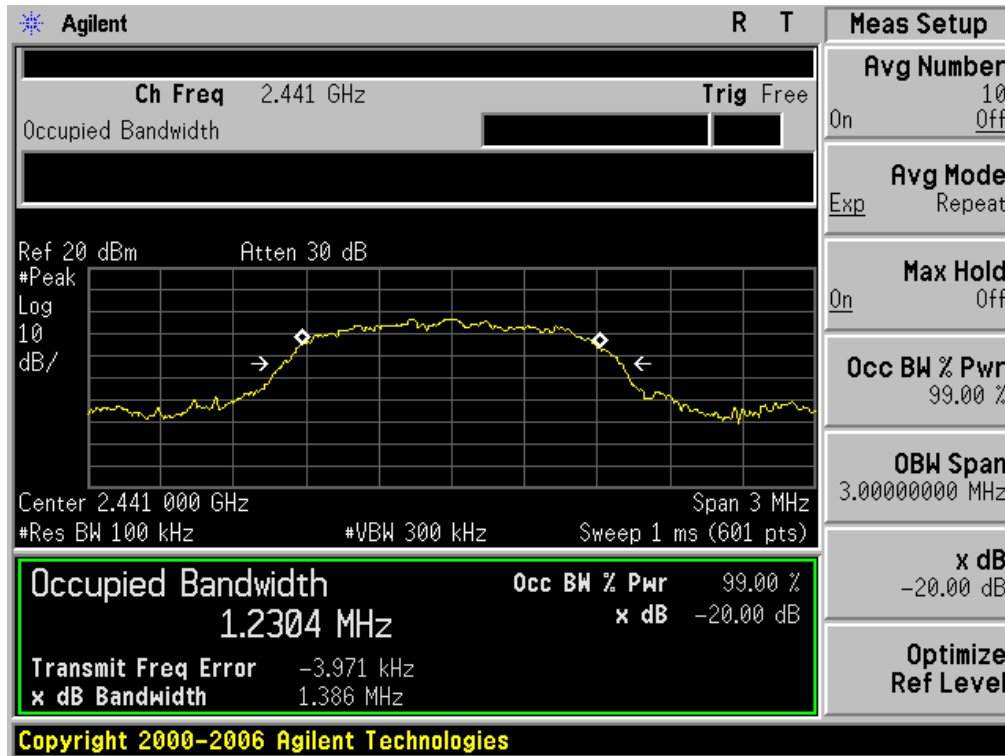 Agilent R T
Ch Freq 2.441 GHz Trig Free
Occupied Bandwidth
Ref 20 dBm Atten 30 dB
#Peak
Log
10
dB/
Center 2.441 000 GHz Span 3 MHz
#Res BW 100 kHz #VBW 300 kHz Sweep 1 ms (601 pts)
Occupied Bandwidth Occ BW % Pwr 99.00 %
1.2304 MHz x dB -20.00 dB
Transmit Freq Error -3.971 kHz
x dB Bandwidth 1.386 MHz
Copyright 2000-2006 Agilent Technologies
Meas Setup
Avg Number
10
On Off
Avg Mode
Exp Repeat
Max Hold
On Off
Occ BW % Pwr
99.00 %
OBW Span
3.00000000 MHz
x dB
-20.00 dB
Optimize
Ref Level